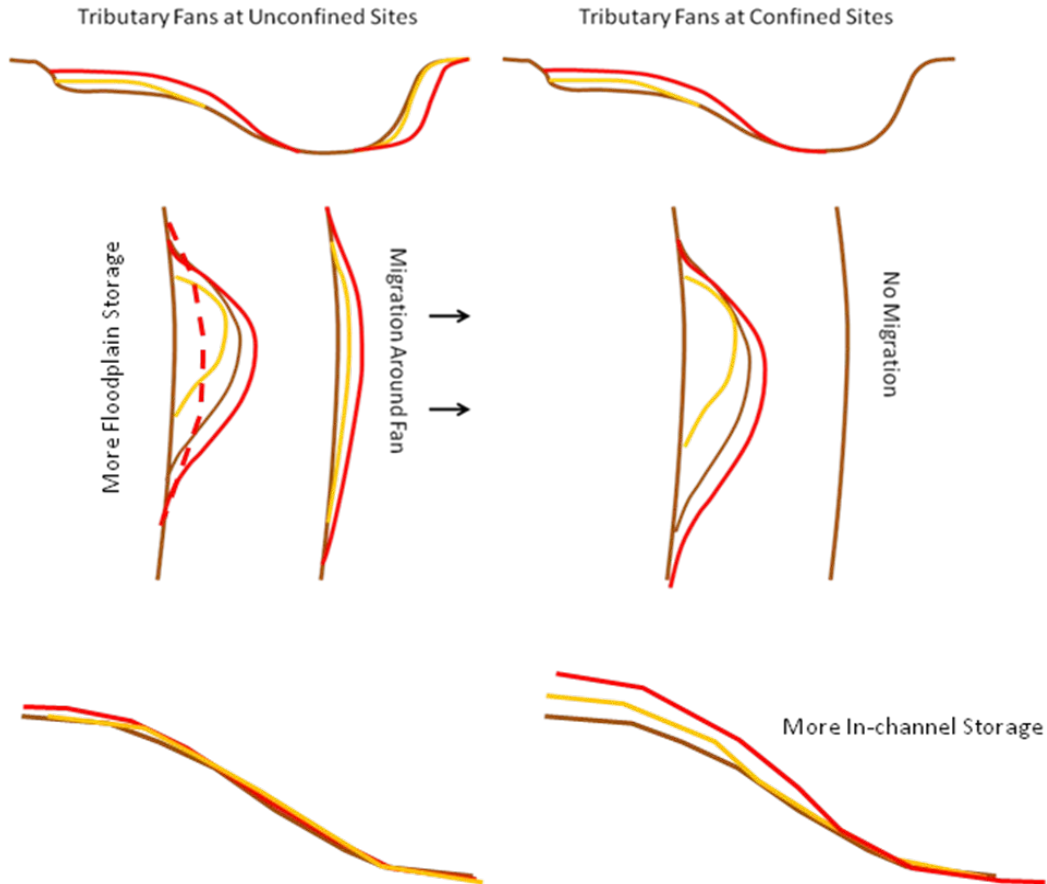 Tributary Fans at Unconfined Sites
Tributary Fans at Confined Sites
More Floodplain Storage
Migration Around Fan
No Migration
More In-channel Storage